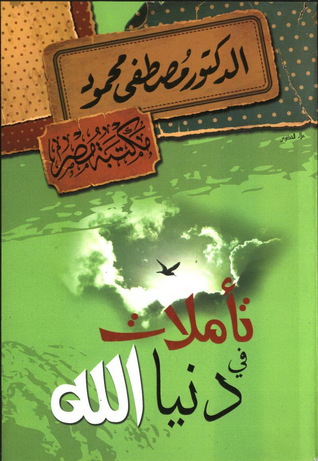 الدكتور مصطفى محمود
مكتبة مصر
تأملات
في
دنيا الله